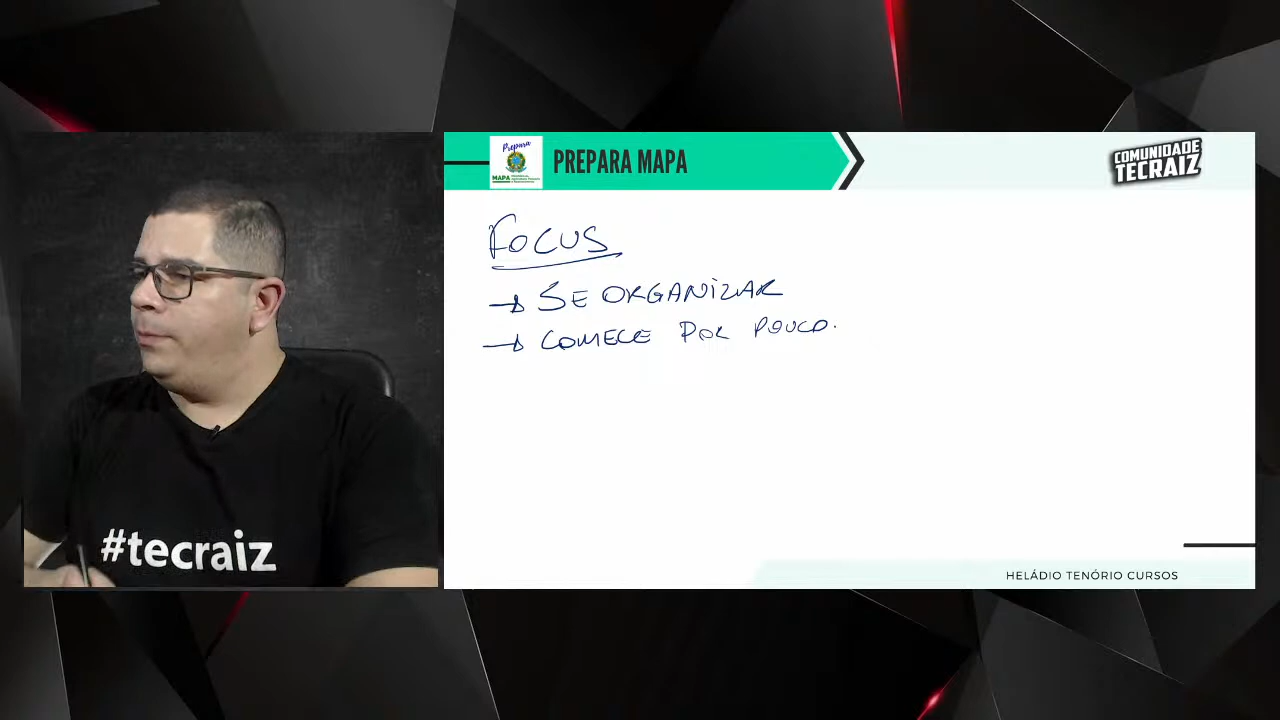 Prepara
MAPA
PREPARA MAPA
COMUNIDADE
TECRAIZ
FOCUS
→ SE ORGANIZAR
→ COMECE POR POUCO.
#tecraiz
HELÁDIO TENÓRIO CURSOS